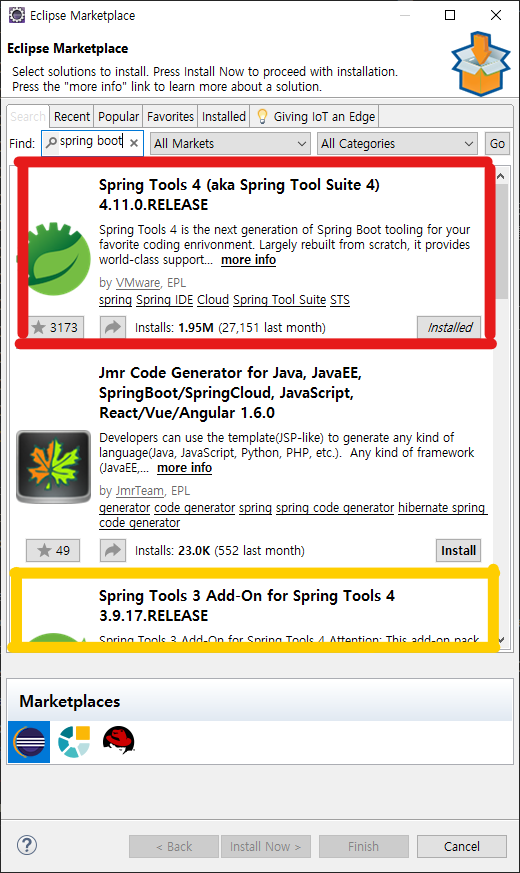 Eclipse Marketplace
Eclipse Marketplace
Select solutions to install. Press Install Now to proceed with installation.
Press the "more info" link to learn more about a solution.
Search Recent Popular Favorites Installed Giving IoT an Edge
Find: spring boot All Markets All Categories Go
Spring Tools 4 (aka Spring Tool Suite 4)
4.11.0.RELEASE
Spring Tools 4 is the next generation of Spring Boot tooling for your
favorite coding enrivonment. Largely rebuilt from scratch, it provides
world-class support... more info
by VMware, EPL
spring Spring IDE Cloud Spring Tool Suite STS
3173 Installs: 1.95M (27,151 last month) Installed
Jmr Code Generator for Java, JavaEE,
SpringBoot/SpringCloud, JavaScript,
React/Vue/Angular 1.6.0
Developers can use the template(JSP-like) to generate any kind of
language(Java, JavaScript, Python, PHP, etc.). Any kind of framework
(JavaEE,... more info
by JmrTeam, EPL
generator code generator spring spring code generator hibernate spring
code generator
49 Installs: 23.0K (552 last month) Install
Spring Tools 3 Add-On for Spring Tools 4
3.9.17.RELEASE
Spring Tools 3 Add-On for Spring Tools 4 Attention: This add-on pack
Marketplaces
? < Back Install Now > Finish Cancel